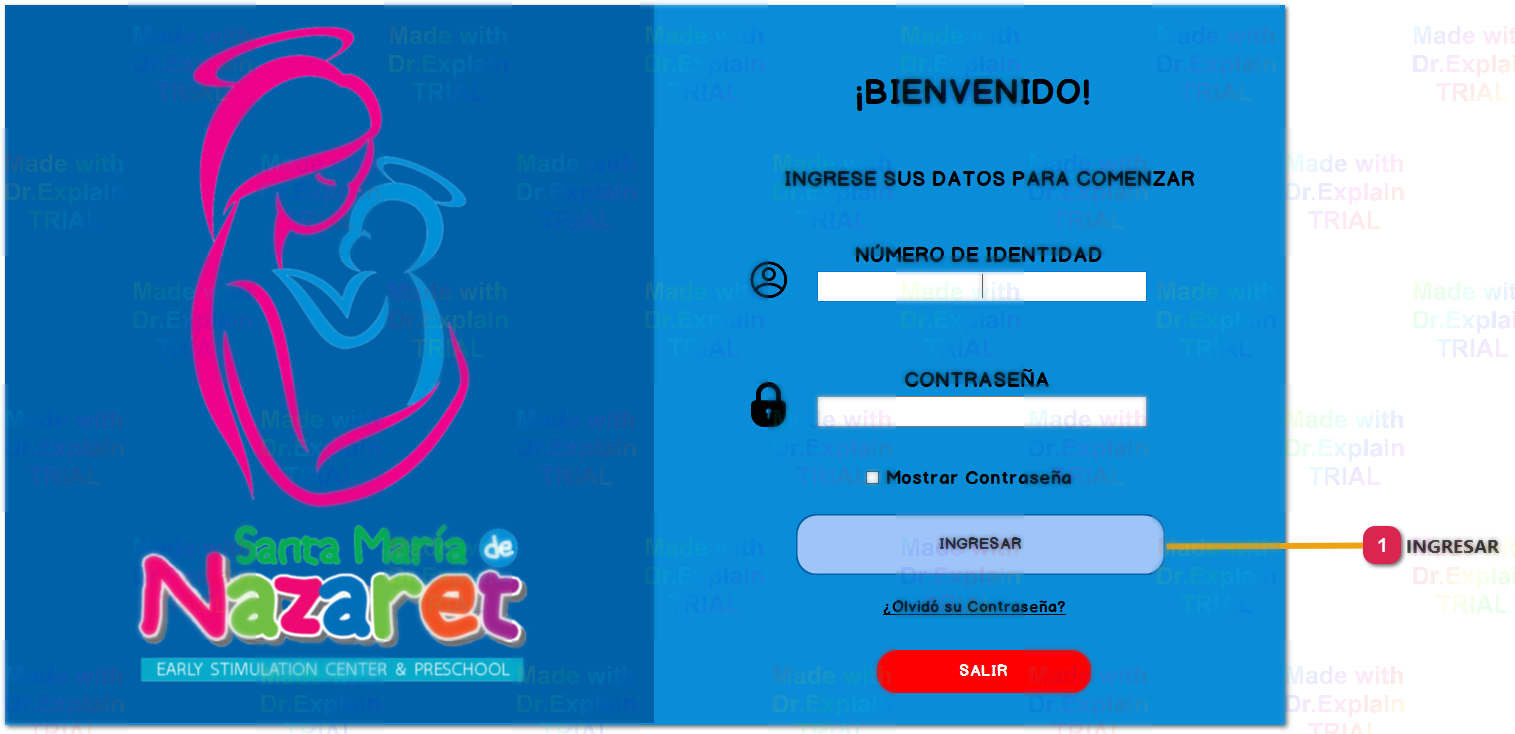 Santa María de
Nazaret
EARLY STIMULATION CENTER & PRESCHOOL
¡BIENVENIDO!
INGRESE SUS DATOS PARA COMENZAR
NÚMERO DE IDENTIDAD
CONTRASEÑA
Mostrar Contraseña
INGRESAR
1 INGRESAR
¿Olvidó su Contraseña?
SALIR
Made with
Dr.Explain
TRIAL